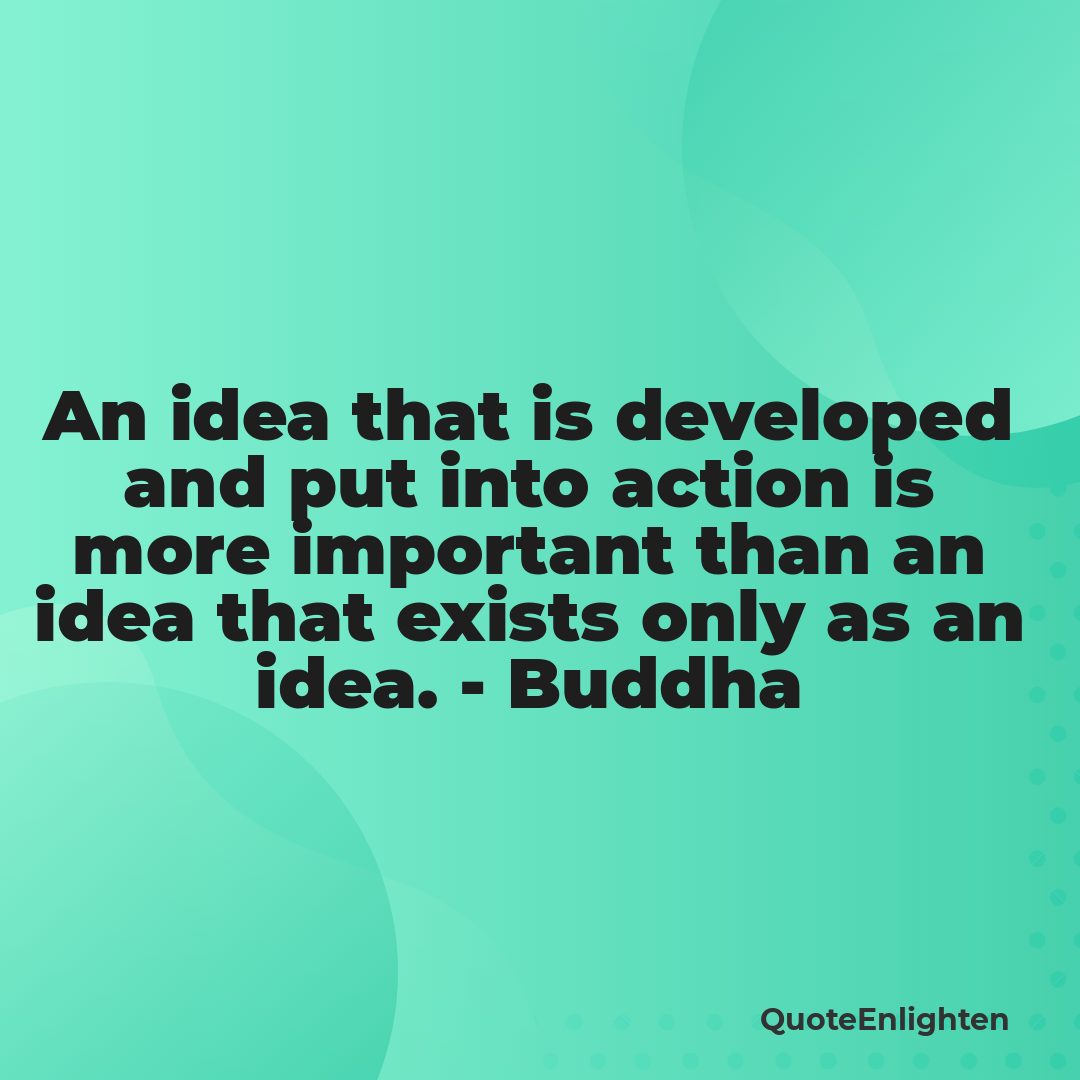 An idea that is developed
and put into action is
more important than an
idea that exists only as an
idea. - Buddha
QuoteEnlighten